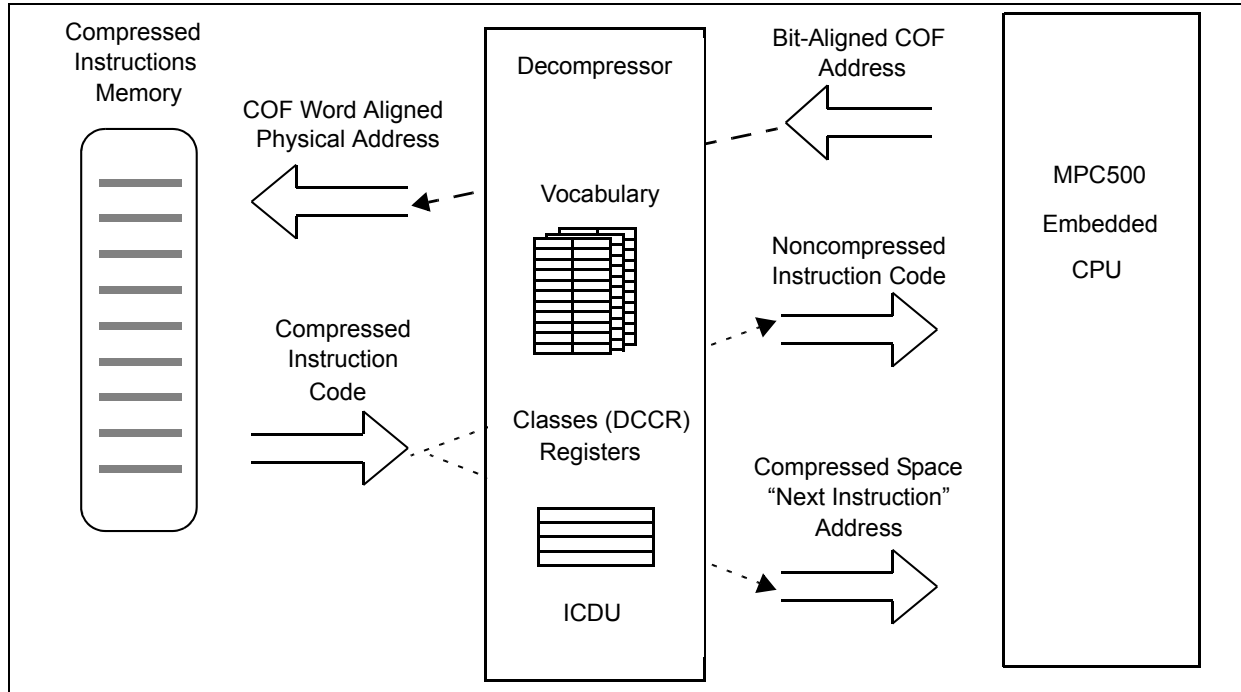 Compressed
Instructions
Memory
COF Word Aligned
Physical Address
Compressed
Instruction
Code
Decompressor
Vocabulary
Classes (DCCR)
Registers
ICDU
Bit-Aligned COF
Address
Noncompressed
Instruction Code
Compressed Space
“Next Instruction”
Address
MPC500
Embedded
CPU